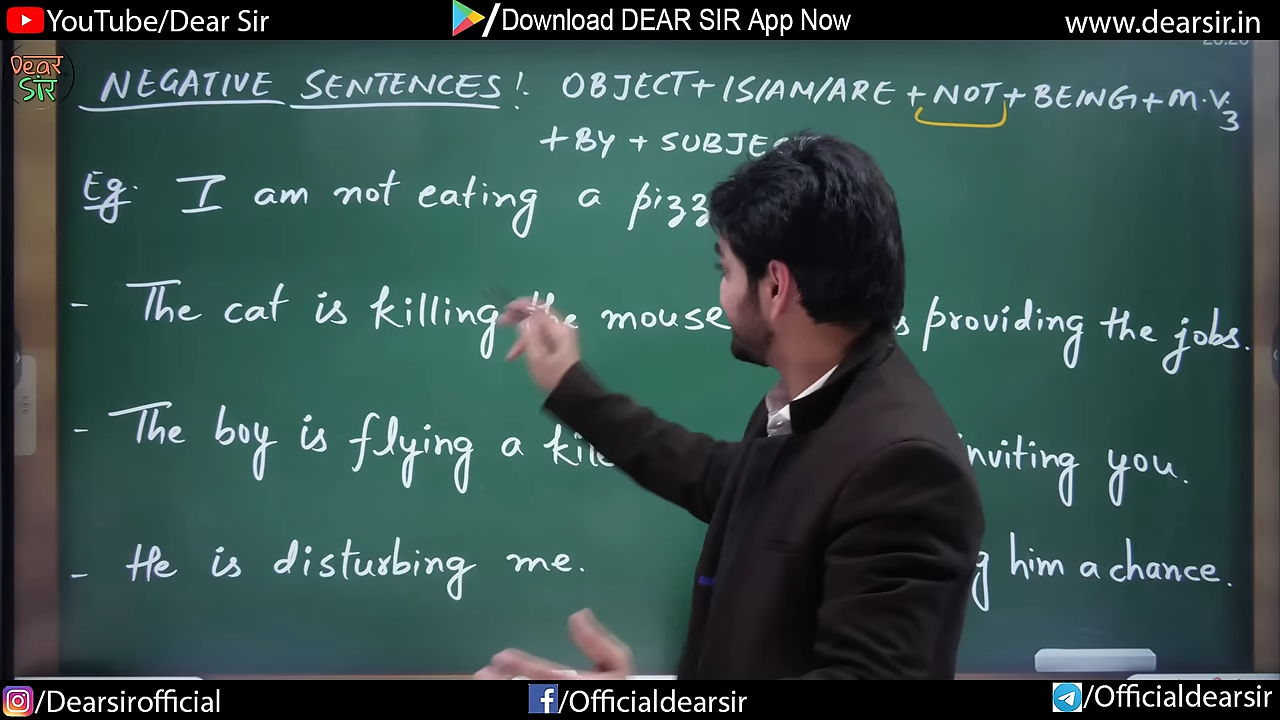 YouTube/Dear Sir
/Download DEAR SIR App Now
www.dearsir.in
Dear
सर
NEGATIVE SENTENCES! OBJECT + IS/AM/ARE + NOT + BEING + M.V.3
+ BY + SUBJEC
Eg. I am not eating a pizz
- The cat is killing the mouse s providing the jobs.
- The boy is flying a kite inviting you.
- He is disturbing me. g him a chance.
/Dearsirofficial
/Officialdearsir
/Officialdearsir